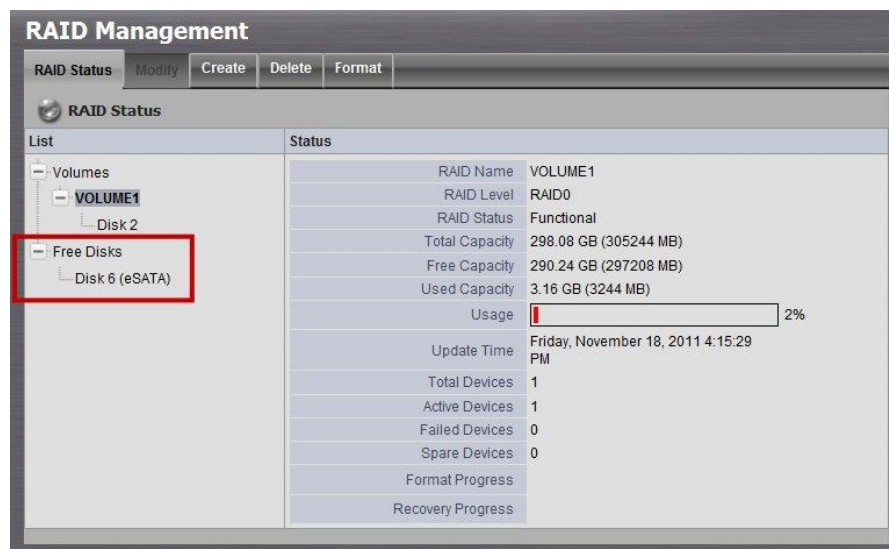 RAID Management
RAID Status Modify Create Delete Format
RAID Status
List Status
Volumes
VOLUME1
Disk 2
Free Disks
Disk 6 (eSATA)
RAID Name VOLUME1
RAID Level RAID0
RAID Status Functional
Total Capacity 298.08 GB (305244 MB)
Free Capacity 290.24 GB (297208 MB)
Used Capacity 3.16 GB (3244 MB)
Usage 2%
Update Time Friday, November 18, 2011 4:15:29
PM
Total Devices 1
Active Devices 1
Failed Devices 0
Spare Devices 0
Format Progress
Recovery Progress